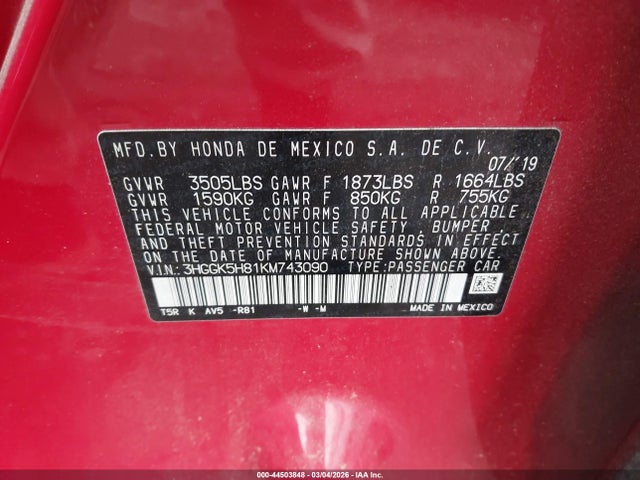 MFD.BY HONDA DE MEXICO S.A. DE C.V.
07/'19
GVWR 3505LBS GAWR F 1873LBS R 1664LBS
GVWR 1590KG GAWR F 850KG R 755KG
THIS VEHICLE CONFORMS TO ALL APPLICABLE
FEDERAL MOTOR VEHICLE SAFETY, BUMPER,
AND THEFT PREVENTION STANDARDS IN EFFECT
ON THE DATE OF MANUFACTURE SHOWN ABOVE.
V.I.N.: 3HGGK5H81KM743090 TYPE:PASSENGER CAR
T5R K AV5 -R81 -W -M MADE IN MEXICO
000-44503848 - 03/04/2026 - IAA Inc.